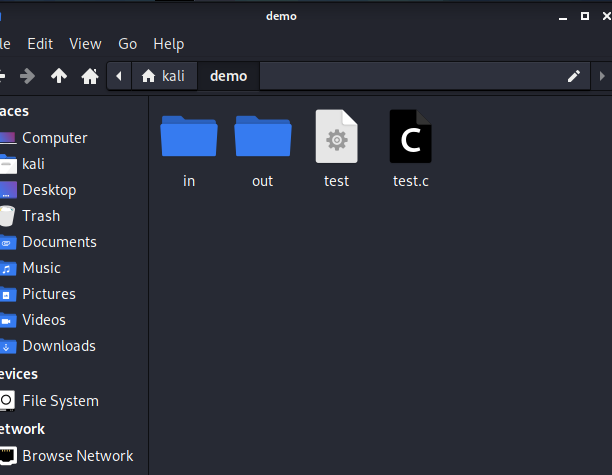 demo
le Edit View Go Help
kali demo
aces
Computer
kali
Desktop
Trash
Documents
Music
Pictures
Videos
Downloads
evices
File System
etwork
Browse Network
in out test test.c
C